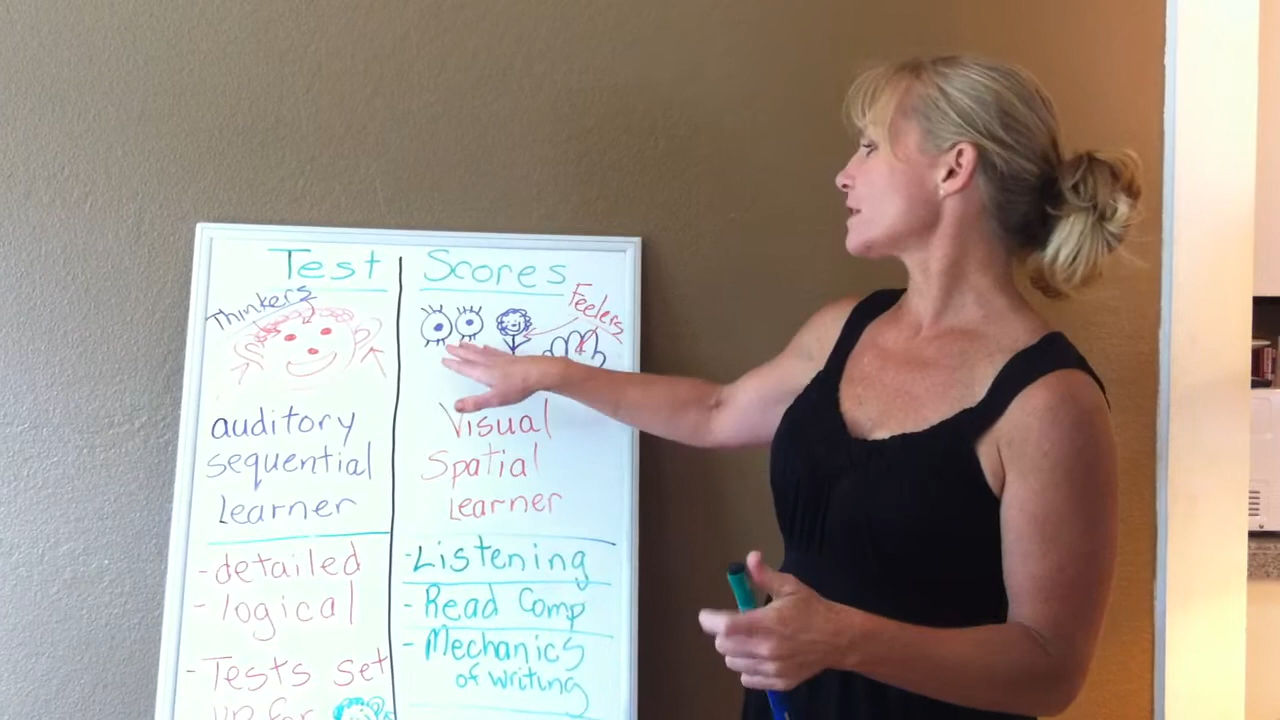 Test Scores
Thinkers
Feelers
auditory
sequential
Learner
- detailed
- logical
- Tests set
up for
Visual
Spatial
Learner
- Listening
- Read Comp
- Mechanics
of writing